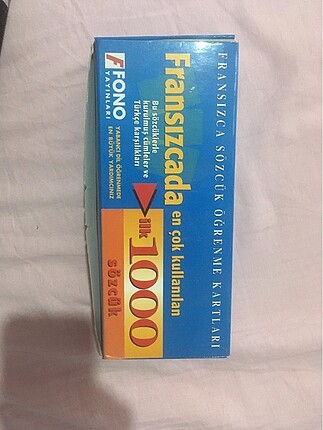 FRANSIZCA SÖZCÜK ÖĞRENME KARTLARI
Fransızcada en çok kullanılan
Bu sözcüklerle
kurulmuş cümleler ve
Türkçe karşılıkları
ilk 1000
sözcük
FONO
YAYINLARI
YABANCI DİL ÖĞRENMEDE
EN BÜYÜK YARDIMCINIZ